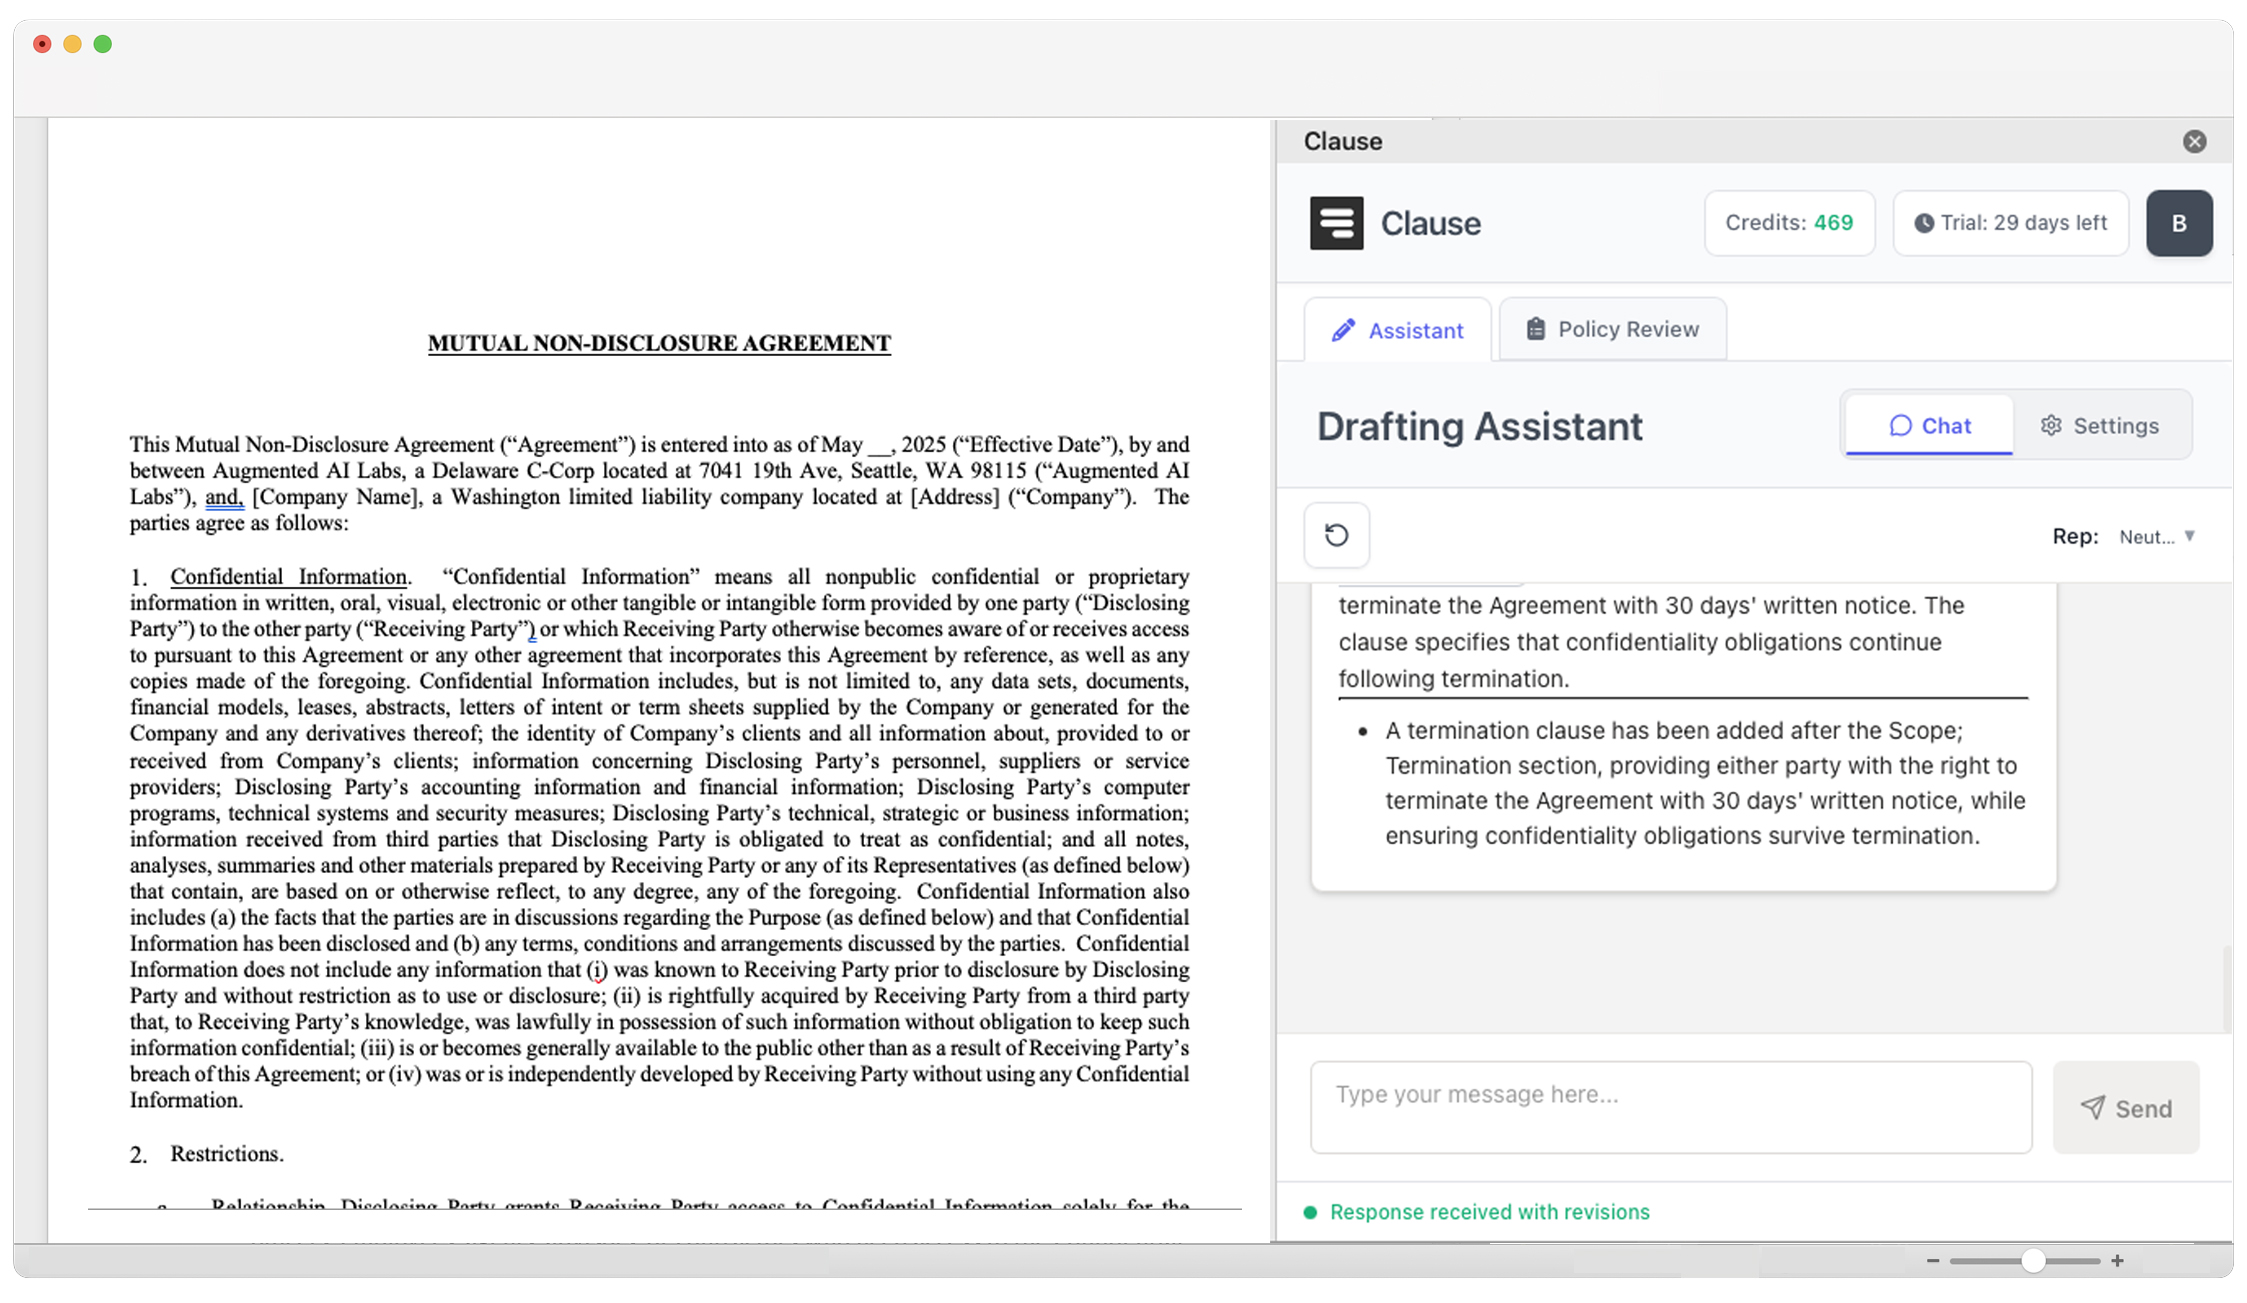 MUTUAL NON-DISCLOSURE AGREEMENT
This Mutual Non-Disclosure Agreement (“Agreement”) is entered into as of May __, 2025 (“Effective Date”), by and
between Augmented AI Labs, a Delaware C-Corp located at 7041 19th Ave, Seattle, WA 98115 (“Augmented AI
Labs”), and, [Company Name], a Washington limited liability company located at [Address] (“Company”). The
parties agree as follows:
1. Confidential Information. “Confidential Information” means all nonpublic confidential or proprietary
information in written, oral, visual, electronic or other tangible or intangible form provided by one party (“Disclosing
Party”) to the other party (“Receiving Party”) or which Receiving Party otherwise becomes aware of or receives access
to pursuant to this Agreement or any other agreement that incorporates this Agreement by reference, as well as any
copies made of the foregoing. Confidential Information includes, but is not limited to, any data sets, documents,
financial models, leases, abstracts, letters of intent or term sheets supplied by the Company or generated for the
Company and any derivatives thereof; the identity of Company’s clients and all information about, provided to or
received from Company’s clients; information concerning Disclosing Party’s personnel, suppliers or service
providers; Disclosing Party’s accounting information and financial information; Disclosing Party’s computer
programs, technical systems and security measures; Disclosing Party’s technical, strategic or business information;
information received from third parties that Disclosing Party is obligated to treat as confidential; and all notes,
analyses, summaries and other materials prepared by Receiving Party or any of its Representatives (as defined below)
that contain, are based on or otherwise reflect, to any degree, any of the foregoing. Confidential Information also
includes (a) the facts that the parties are in discussions regarding the Purpose (as defined below) and that Confidential
Information has been disclosed and (b) any terms, conditions and arrangements discussed by the parties. Confidential
Information does not include any information that (i) was known to Receiving Party prior to disclosure by Disclosing
Party and without restriction as to use or disclosure; (ii) is rightfully acquired by Receiving Party from a third party
that, to Receiving Party’s knowledge, was lawfully in possession of such information without obligation to keep such
information confidential; (iii) is or becomes generally available to the public other than as a result of Receiving Party’s
breach of this Agreement; or (iv) was or is independently developed by Receiving Party without using any Confidential
Information.
2. Restrictions.
Relationship. Disclosing Party grants Receiving Party access to Confidential Information solely for the
Clause
Clause
Credits: 469
Trial: 29 days left
B
Assistant
Policy Review
Drafting Assistant
Chat
Settings
Rep: Neut...
terminate the Agreement with 30 days' written notice. The
clause specifies that confidentiality obligations continue
following termination.
• A termination clause has been added after the Scope;
Termination section, providing either party with the right to
terminate the Agreement with 30 days' written notice, while
ensuring confidentiality obligations survive termination.
Type your message here...
Send
Response received with revisions